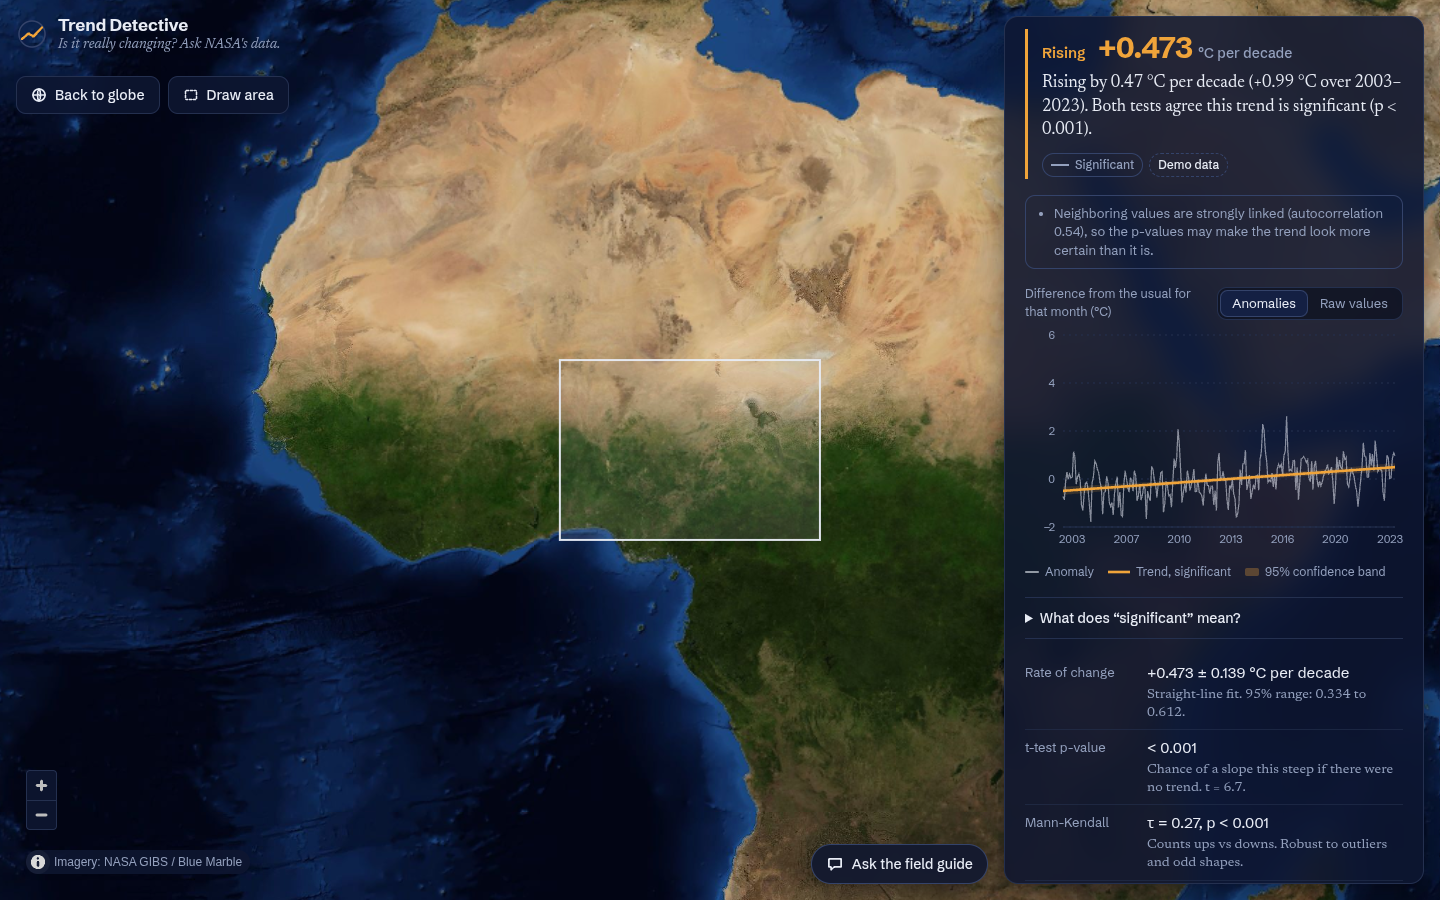 Trend Detective
Is it really changing? Ask NASA's data.
Back to globe
Draw area
Rising +0.473 °C per decade
Rising by 0.47 °C per decade (+0.99 °C over 2003–
2023). Both tests agree this trend is significant (p <
0.001).
Significant
Demo data
• Neighboring values are strongly linked (autocorrelation
0.54), so the p-values may make the trend look more
certain than it is.
Difference from the usual for
that month (°C)
Anomalies
Raw values
6
4
2
0
−2
2003 2007 2010 2013 2016 2020 2023
Anomaly
Trend, significant
95% confidence band
What does “significant” mean?
Rate of change
+0.473 ± 0.139 °C per decade
Straight-line fit. 95% range: 0.334 to
0.612.
t-test p-value
< 0.001
Chance of a slope this steep if there were
no trend. t = 6.7.
Mann-Kendall
τ = 0.27, p < 0.001
Counts ups vs downs. Robust to outliers
and odd shapes.
+
−
Imagery: NASA GIBS / Blue Marble
Ask the field guide